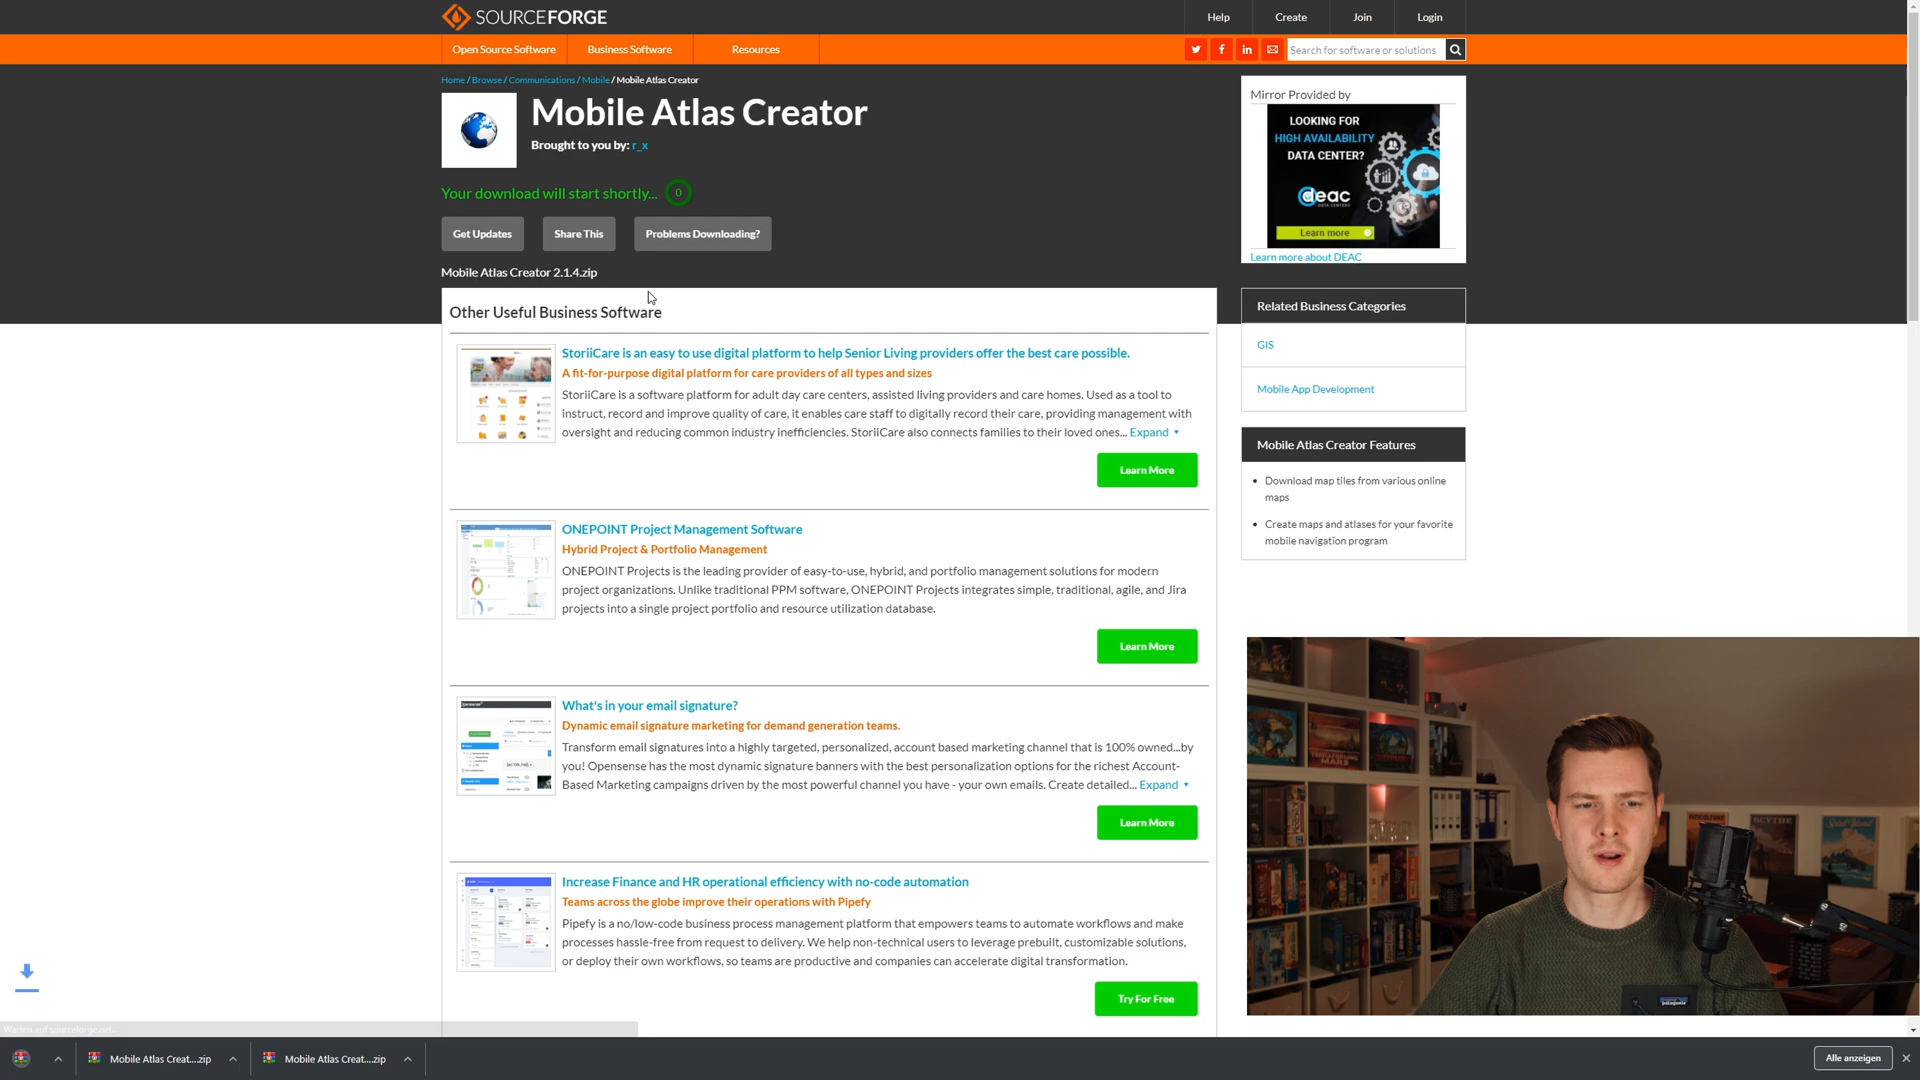 SOURCEFORGE
Help
Create
Join
Login
Open Source Software
Business Software
Resources
Search for software or solutions
Home / Browse / Communications / Mobile / Mobile Atlas Creator
Mobile Atlas Creator
Brought to you by: r_x
Your download will start shortly... 0
Get Updates
Share This
Problems Downloading?
Mobile Atlas Creator 2.1.4.zip
Mirror Provided by
LOOKING FOR
HIGH AVAILABILITY
DATA CENTER?
deac
DATA CENTERS
Learn more
Learn more about DEAC
Other Useful Business Software
StoriiCare is an easy to use digital platform to help Senior Living providers offer the best care possible.
A fit-for-purpose digital platform for care providers of all types and sizes
StoriiCare is a software platform for adult day care centers, assisted living providers and care homes. Used as a tool to
instruct, record and improve quality of care, it enables care staff to digitally record their care, providing management with
oversight and reducing common industry inefficiencies. StoriiCare also connects families to their loved ones... Expand
Learn More
ONEPOINT Project Management Software
Hybrid Project & Portfolio Management
ONEPOINT Projects is the leading provider of easy-to-use, hybrid, and portfolio management solutions for modern
project organizations. Unlike traditional PPM software, ONEPOINT Projects integrates simple, traditional, agile, and Jira
projects into a single project portfolio and resource utilization database.
Learn More
What's in your email signature?
Dynamic email signature marketing for demand generation teams.
Transform email signatures into a highly targeted, personalized, account based marketing channel that is 100% owned...by
you! Opensense has the most dynamic signature banners with the best personalization options for the richest Account-
Based Marketing campaigns driven by the most powerful channel you have - your own emails. Create detailed... Expand
Learn More
Increase Finance and HR operational efficiency with no-code automation
Teams across the globe improve their operations with Pipefy
Pipefy is a no/low-code business process management platform that empowers teams to automate workflows and make
processes hassle-free from request to delivery. We help non-technical users to leverage prebuilt, customizable solutions,
or deploy their own workflows, so teams are productive and companies can accelerate digital transformation.
Try For Free
Related Business Categories
GIS
Mobile App Development
Mobile Atlas Creator Features
Download map tiles from various online
maps
Create maps and atlases for your favorite
mobile navigation program
TERRAFORMING
MARS
VITICULTURE
SCYTHE
patagonia
Warten auf sourceforge.net...
Mobile Atlas Creat....zip
Mobile Atlas Creat....zip
Alle anzeigen